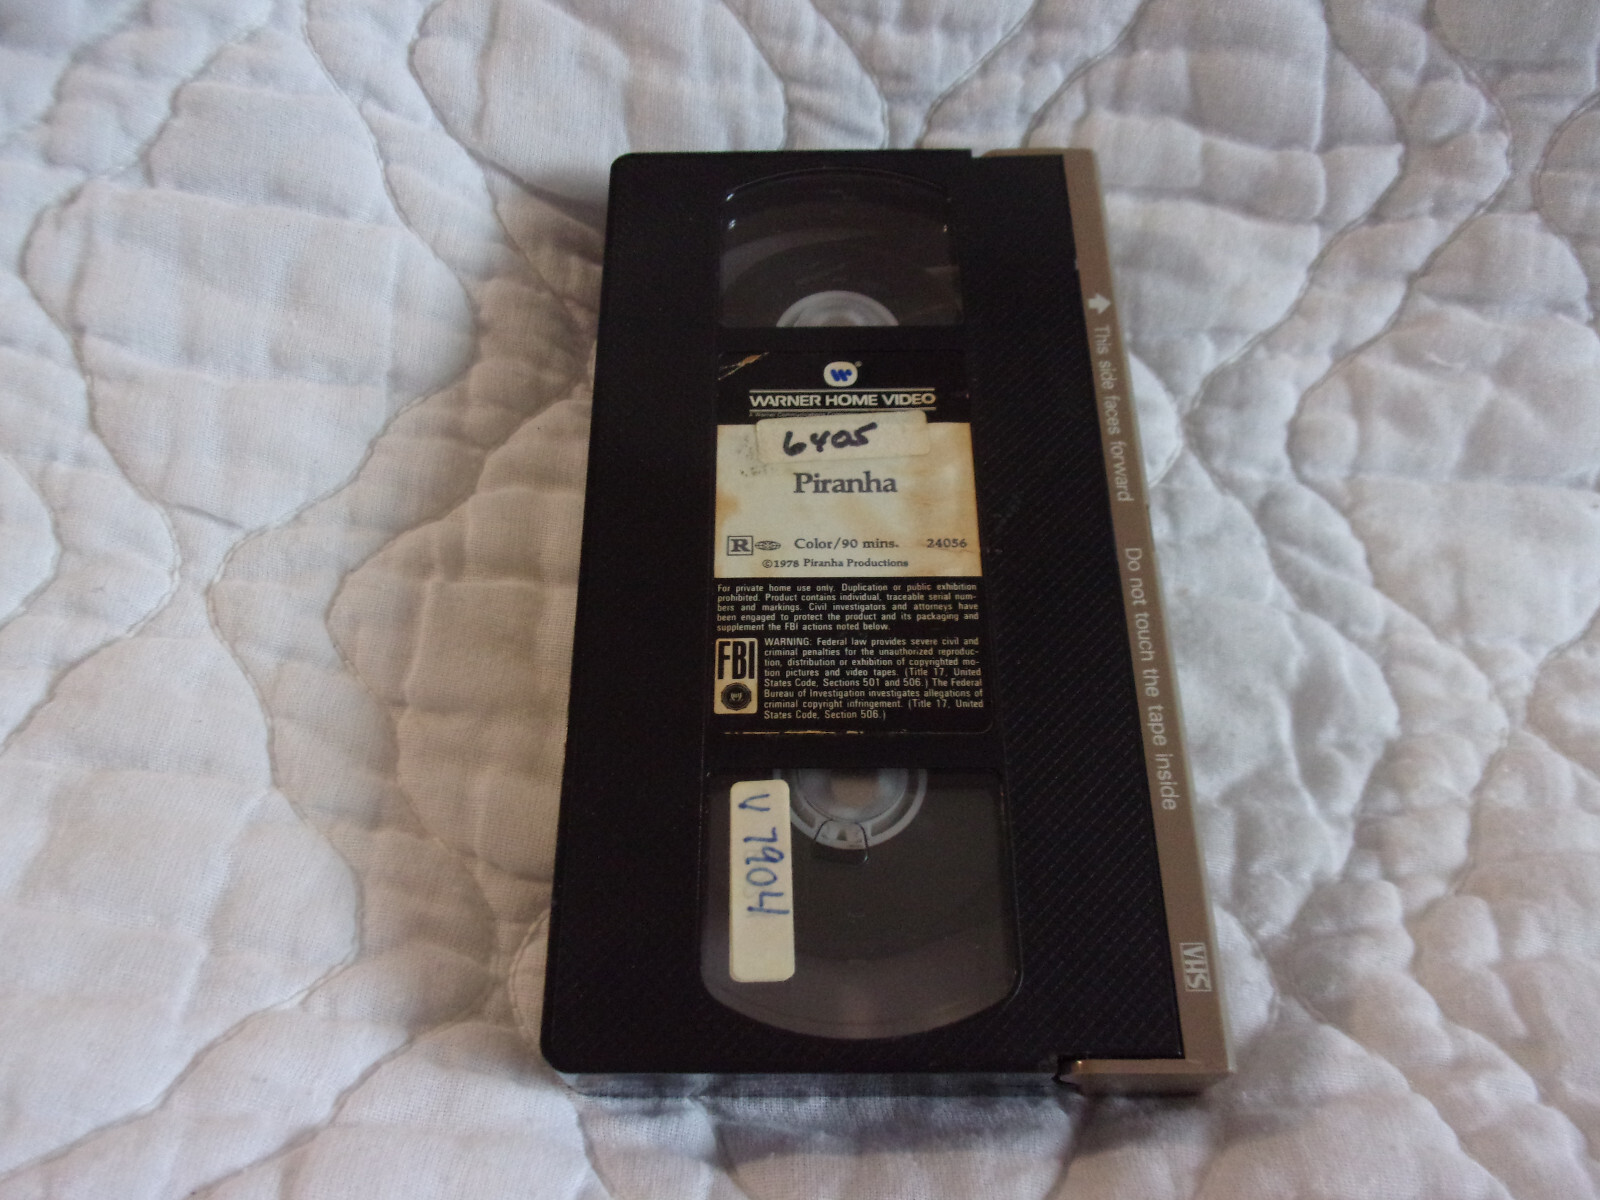 W®
WARNER HOME VIDEO
6405
Piranha
R Color/90 mins. 24056
©1978 Piranha Productions
For private home use only. Duplication or public exhibition
prohibited. Product contains individual, traceable serial num-
bers and markings. Civil investigators and attorneys have
been engaged to protect the product and its packaging and
supplement the FBI actions noted below.
FBI
WARNING: Federal law provides severe civil and
criminal penalties for the unauthorized reproduc-
tion, distribution or exhibition of copyrighted mo-
tion pictures and video tapes. (Title 17, United
States Code, Sections 501 and 506.) The Federal
Bureau of Investigation investigates allegations of
criminal copyright infringement. (Title 17, United
States Code, Section 506.)
V 7904
This side faces forward Do not touch the tape inside
VHS